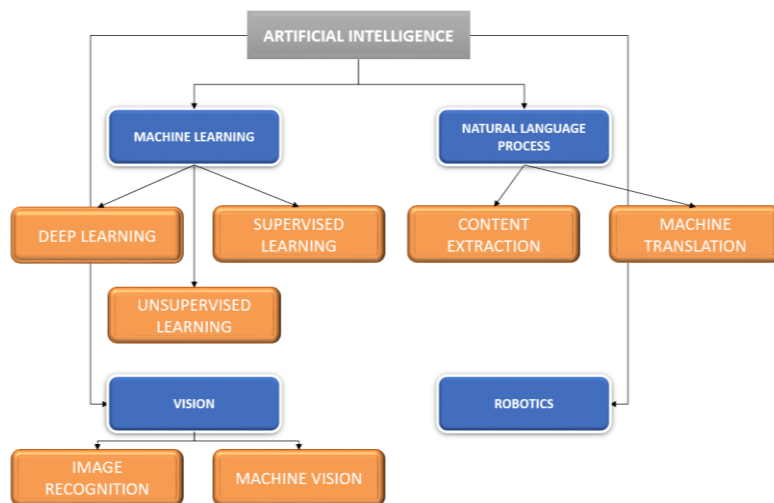 ARTIFICIAL INTELLIGENCE
MACHINE LEARNING
NATURAL LANGUAGE
PROCESS
DEEP LEARNING
SUPERVISED
LEARNING
CONTENT
EXTRACTION
MACHINE
TRANSLATION
UNSUPERVISED
LEARNING
VISION
ROBOTICS
IMAGE
RECOGNITION
MACHINE VISION